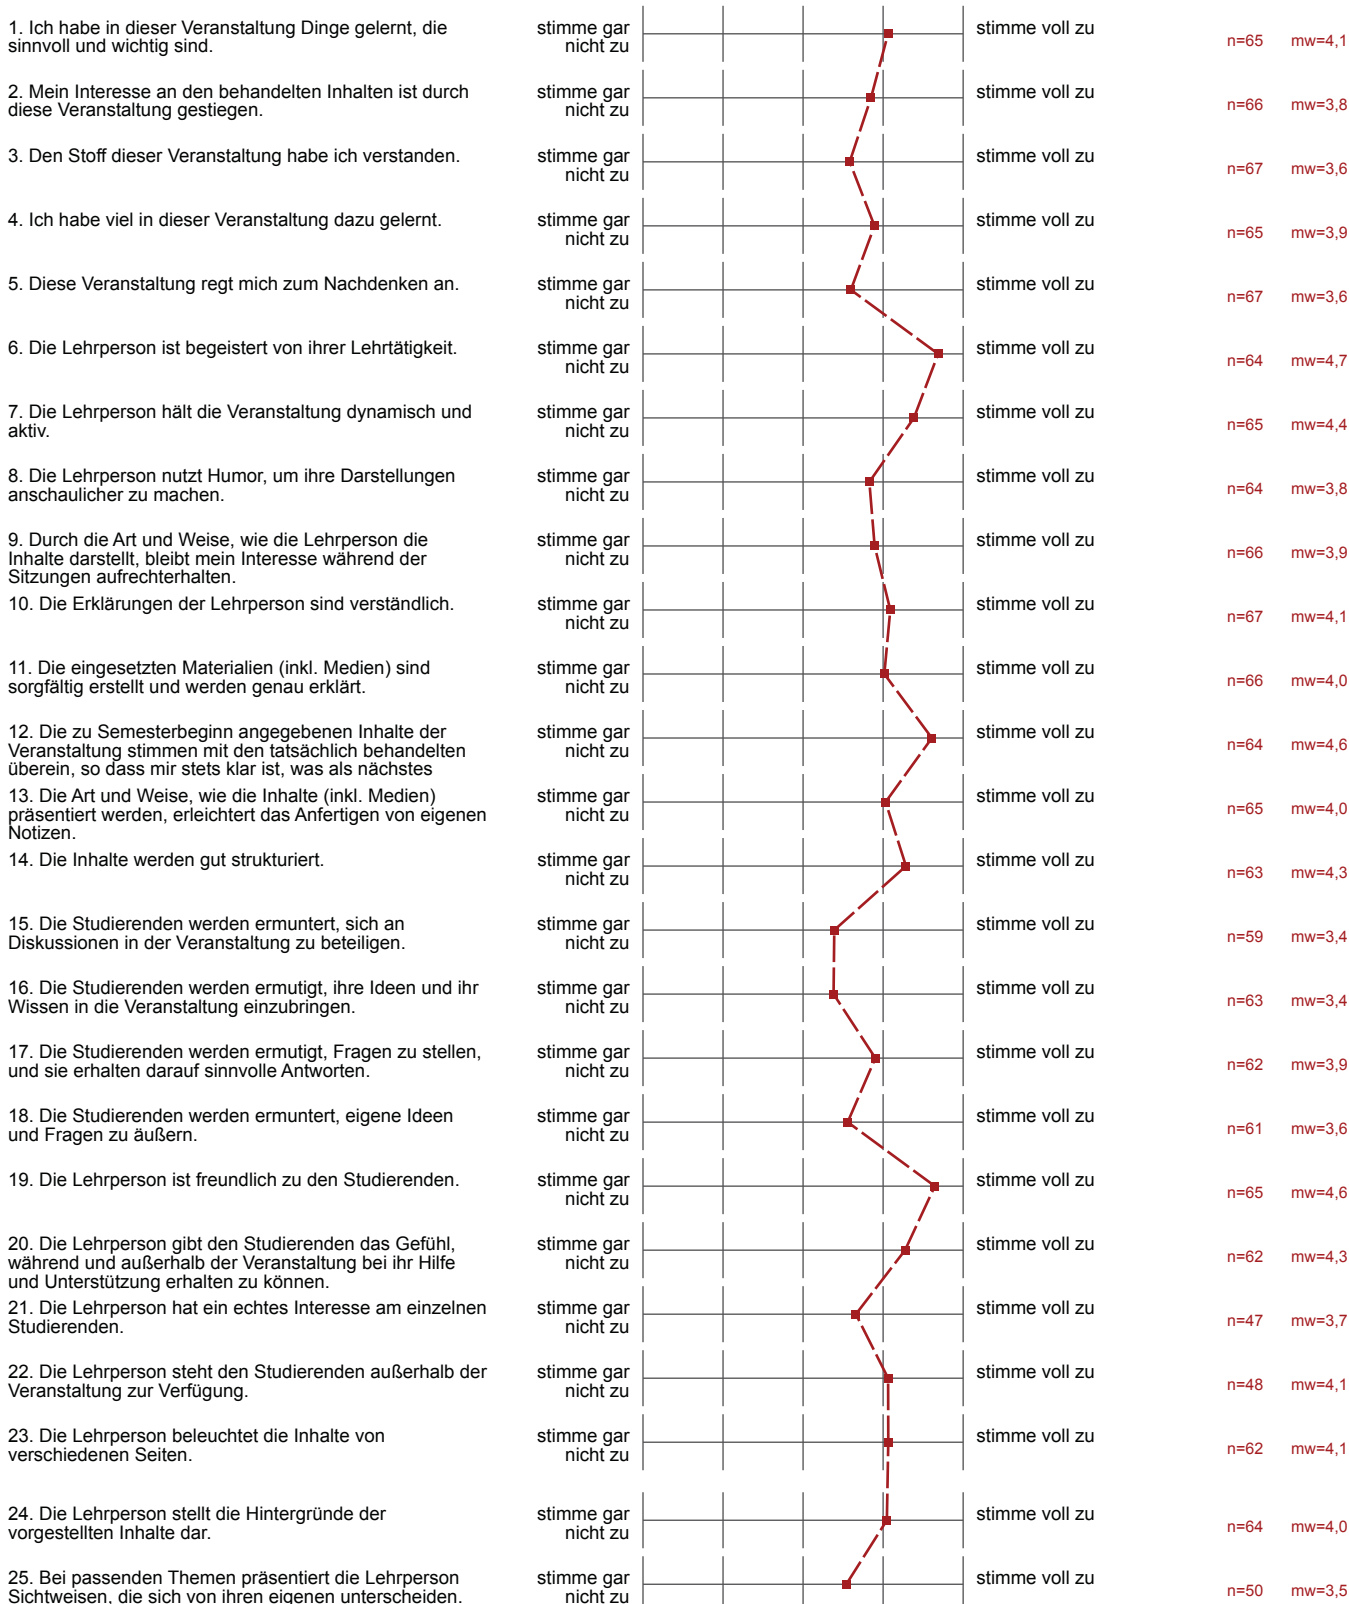 1. Ich habe in dieser Veranstaltung Dinge gelernt, die
sinnvoll und wichtig sind.
stimme gar
nicht zu
stimme voll zu
n=65 mw=4,1
2. Mein Interesse an den behandelten Inhalten ist durch
diese Veranstaltung gestiegen.
stimme gar
nicht zu
stimme voll zu
n=66 mw=3,8
3. Den Stoff dieser Veranstaltung habe ich verstanden.
stimme gar
nicht zu
stimme voll zu
n=67 mw=3,6
4. Ich habe viel in dieser Veranstaltung dazu gelernt.
stimme gar
nicht zu
stimme voll zu
n=65 mw=3,9
5. Diese Veranstaltung regt mich zum Nachdenken an.
stimme gar
nicht zu
stimme voll zu
n=67 mw=3,6
6. Die Lehrperson ist begeistert von ihrer Lehrtätigkeit.
stimme gar
nicht zu
stimme voll zu
n=64 mw=4,7
7. Die Lehrperson hält die Veranstaltung dynamisch und
aktiv.
stimme gar
nicht zu
stimme voll zu
n=65 mw=4,4
8. Die Lehrperson nutzt Humor, um ihre Darstellungen
anschaulicher zu machen.
stimme gar
nicht zu
stimme voll zu
n=64 mw=3,8
9. Durch die Art und Weise, wie die Lehrperson die
Inhalte darstellt, bleibt mein Interesse während der
Sitzungen aufrechterhalten.
stimme gar
nicht zu
stimme voll zu
n=66 mw=3,9
10. Die Erklärungen der Lehrperson sind verständlich.
stimme gar
nicht zu
stimme voll zu
n=67 mw=4,1
11. Die eingesetzten Materialien (inkl. Medien) sind
sorgfältig erstellt und werden genau erklärt.
stimme gar
nicht zu
stimme voll zu
n=66 mw=4,0
12. Die zu Semesterbeginn angegebenen Inhalte der
Veranstaltung stimmen mit den tatsächlich behandelten
überein, so dass mir stets klar ist, was als nächstes
stimme gar
nicht zu
stimme voll zu
n=64 mw=4,6
13. Die Art und Weise, wie die Inhalte (inkl. Medien)
präsentiert werden, erleichtert das Anfertigen von eigenen
Notizen.
stimme gar
nicht zu
stimme voll zu
n=65 mw=4,0
14. Die Inhalte werden gut strukturiert.
stimme gar
nicht zu
stimme voll zu
n=63 mw=4,3
15. Die Studierenden werden ermuntert, sich an
Diskussionen in der Veranstaltung zu beteiligen.
stimme gar
nicht zu
stimme voll zu
n=59 mw=3,4
16. Die Studierenden werden ermutigt, ihre Ideen und ihr
Wissen in die Veranstaltung einzubringen.
stimme gar
nicht zu
stimme voll zu
n=63 mw=3,4
17. Die Studierenden werden ermutigt, Fragen zu stellen,
und sie erhalten darauf sinnvolle Antworten.
stimme gar
nicht zu
stimme voll zu
n=62 mw=3,9
18. Die Studierenden werden ermuntert, eigene Ideen
und Fragen zu äußern.
stimme gar
nicht zu
stimme voll zu
n=61 mw=3,6
19. Die Lehrperson ist freundlich zu den Studierenden.
stimme gar
nicht zu
stimme voll zu
n=65 mw=4,6
20. Die Lehrperson gibt den Studierenden das Gefühl,
während und außerhalb der Veranstaltung bei ihr Hilfe
und Unterstützung erhalten zu können.
stimme gar
nicht zu
stimme voll zu
n=62 mw=4,3
21. Die Lehrperson hat ein echtes Interesse am einzelnen
Studierenden.
stimme gar
nicht zu
stimme voll zu
n=47 mw=3,7
22. Die Lehrperson steht den Studierenden außerhalb der
Veranstaltung zur Verfügung.
stimme gar
nicht zu
stimme voll zu
n=48 mw=4,1
23. Die Lehrperson beleuchtet die Inhalte von
verschiedenen Seiten.
stimme gar
nicht zu
stimme voll zu
n=62 mw=4,1
24. Die Lehrperson stellt die Hintergründe der
vorgestellten Inhalte dar.
stimme gar
nicht zu
stimme voll zu
n=64 mw=4,0
25. Bei passenden Themen präsentiert die Lehrperson
Sichtweisen, die sich von ihren eigenen unterscheiden.
stimme gar
nicht zu
stimme voll zu
n=50 mw=3,5